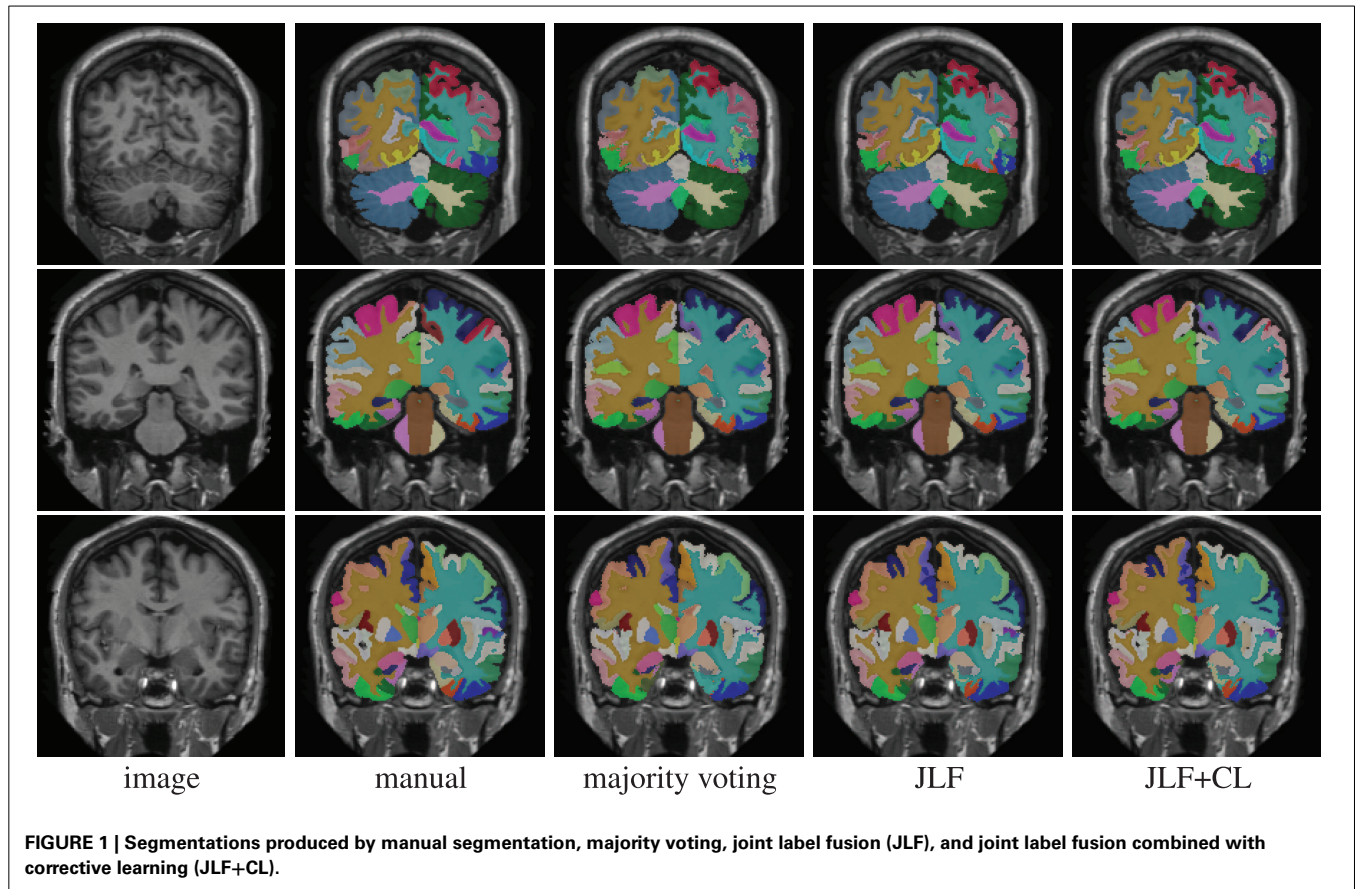 image manual majority voting JLF JLF+CL
FIGURE 1 | Segmentations produced by manual segmentation, majority voting, joint label fusion (JLF), and joint label fusion combined with
corrective learning (JLF+CL).